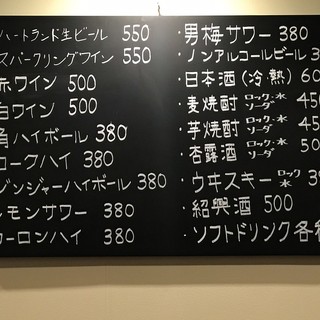 ハートランド生ビール 550
スパークリングワイン 550
赤ワイン 500
白ワイン 500
角ハイボール 380
コークハイ 380
ジンジャーハイボール 380
レモンサワー 380
ウーロンハイ 380
・男梅サワー 380
・ノンアルコールビール 3
・日本酒(冷・熱) 60
・麦焼酎 ロック・水 ソーダ 450
・芋焼酎 ロック・水 ソーダ 45
・杏露酒 ロック・水 ソーダ 50
・ウヰスキー ロック 水 3
・紹興酒 500
・ソフトドリンク各種